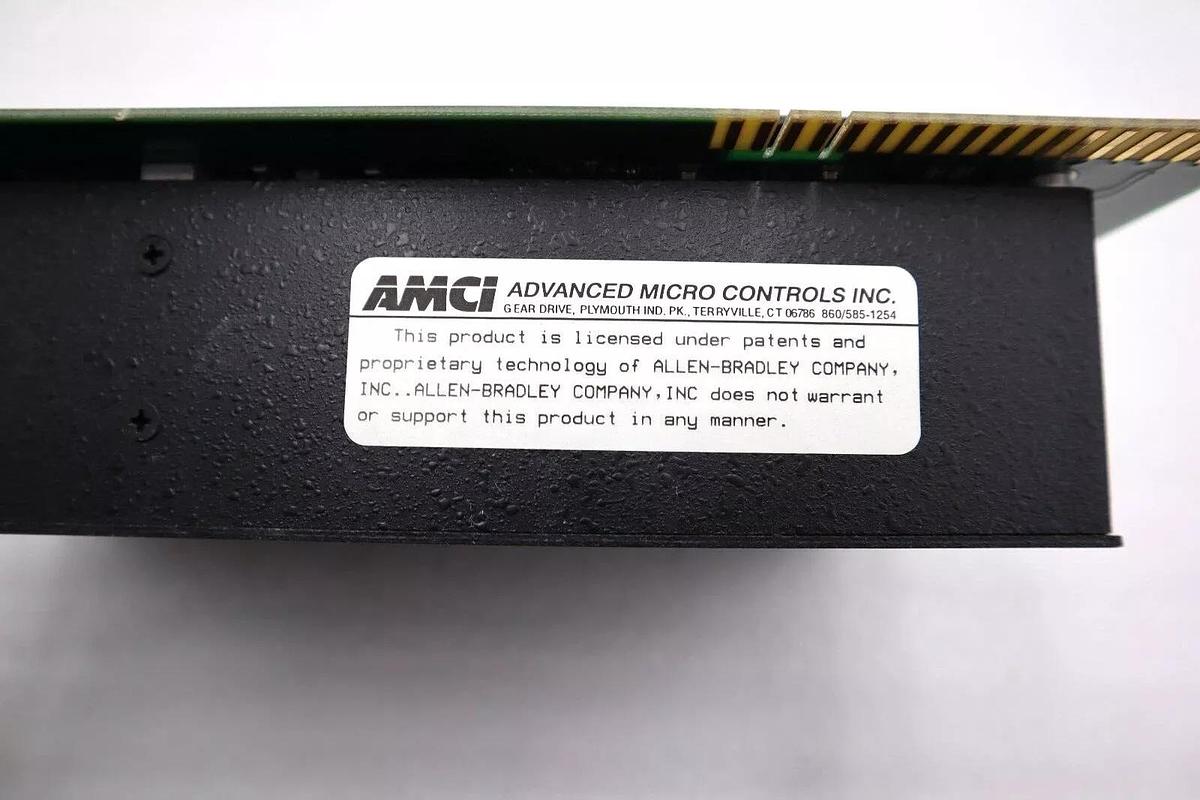 AMCI ADVANCED MICRO CONTROLS INC.
GEAR DRIVE, PLYMOUTH IND. PK., TERRYVILLE, CT 06786 860/585-1254
This product is licensed under patents and
proprietary technology of ALLEN-BRADLEY COMPANY,
INC..ALLEN-BRADLEY COMPANY,INC does not warrant
or support this product in any manner.